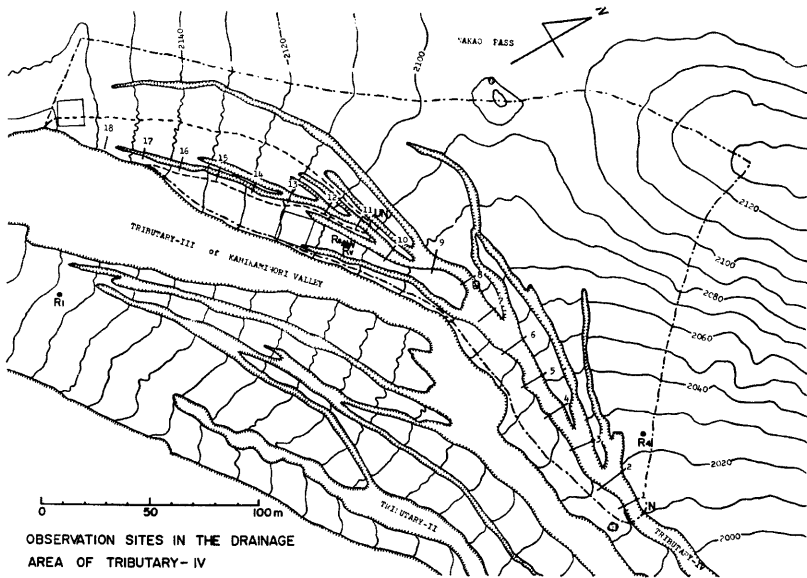 N
NAKAO PASS
2140
2120
2100
18
17
16
15
14
13
12
11
10
9
8
7
6
5
4
3
2
1
2120
2100
2080
2060
2040
2020
2000
TRIBUTARY-III of KAMIKAMIHORI VALLEY
R1
R4
TRIBUTARY-II
TRIBUTARY-IV
0 50 100m
OBSERVATION SITES IN THE DRAINAGE
AREA OF TRIBUTARY-IV